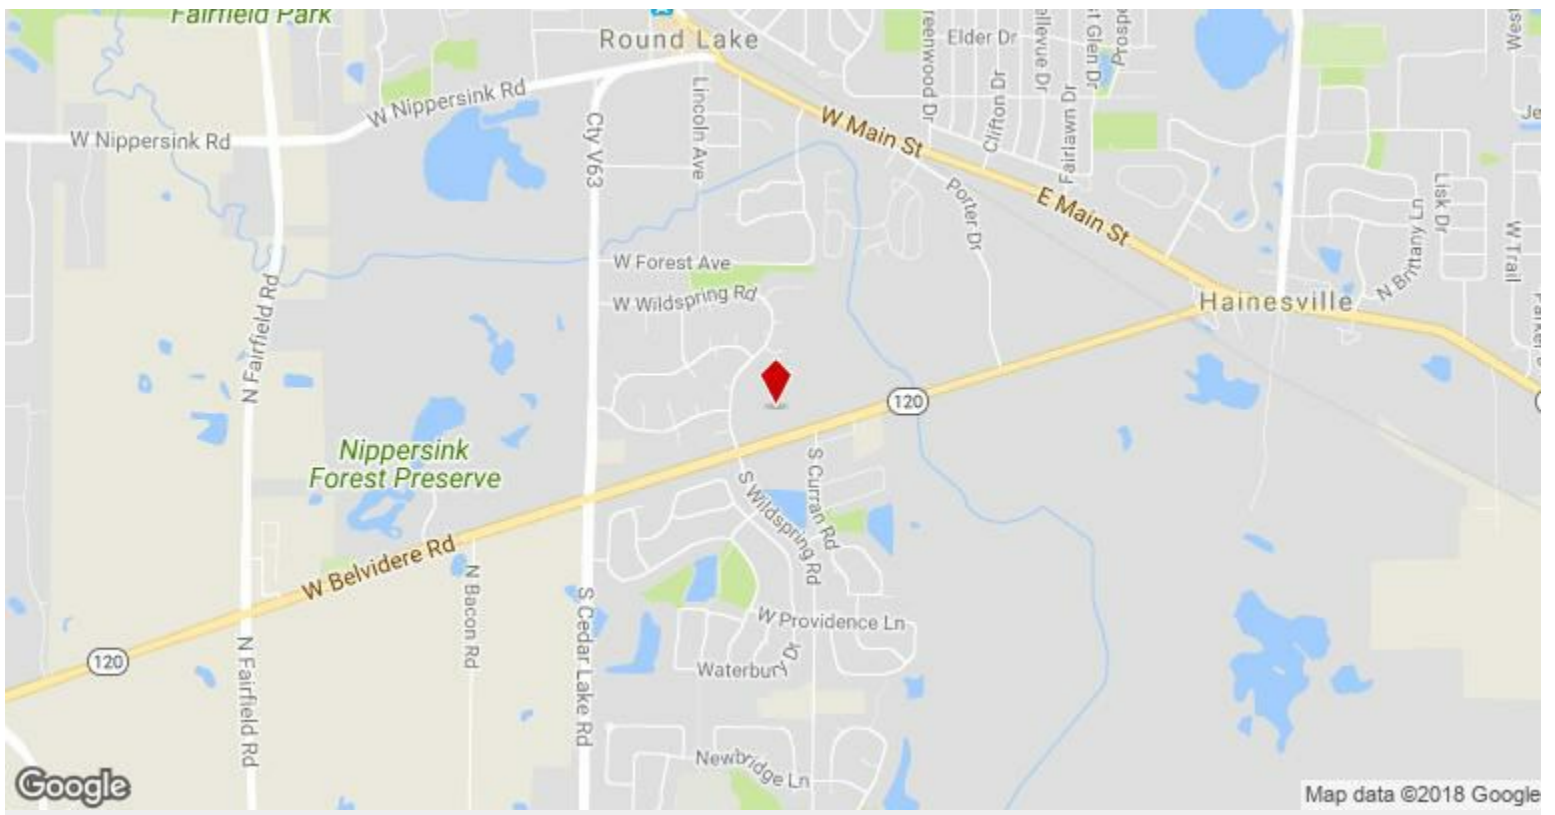 Fairfield Park
Round Lake
Elder Dr
W Nippersink Rd
W Nippersink Rd
Cty V63
Lincoln Ave
W Main St
Clifton Dr
Fairlawn Dr
E Main St
Porter Dr
Lisk Dr
N Brittany Ln
W Trail
W Forest Ave
W Wildspring Rd
Hainesville
N Fairfield Rd
120
Nippersink
Forest Preserve
S Curran Rd
S Wildspring Rd
W Belvidere Rd
N Bacon Rd
S Cedar Lake Rd
W Providence Ln
120
N Fairfield Rd
Waterbury Dr
Newbridge Ln
Google
Map data ©2018 Google